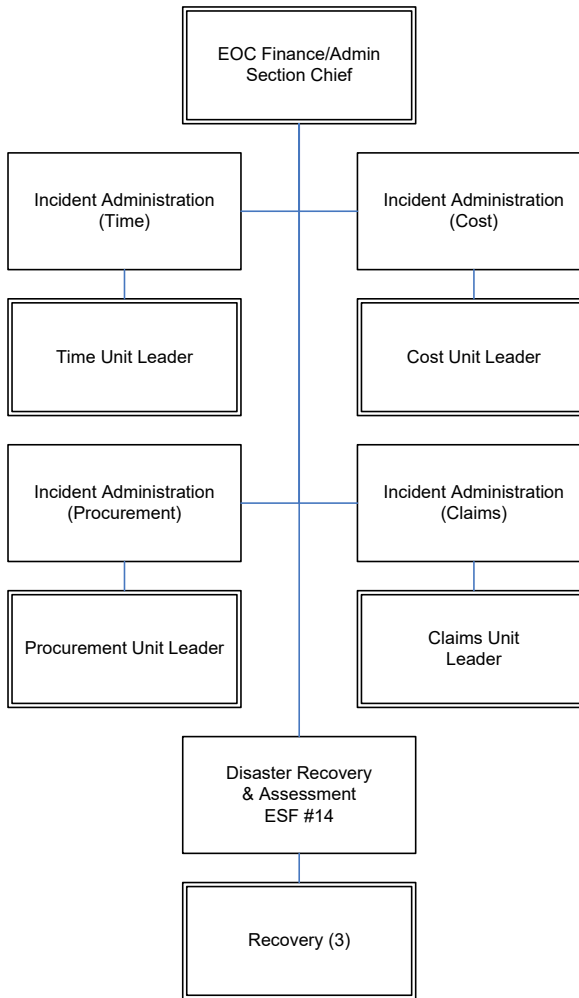 EOC Finance/Admin
Section Chief
Incident Administration
(Time)
Incident Administration
(Cost)
Time Unit Leader
Cost Unit Leader
Incident Administration
(Procurement)
Incident Administration
(Claims)
Procurement Unit Leader
Claims Unit
Leader
Disaster Recovery
& Assessment
ESF #14
Recovery (3)